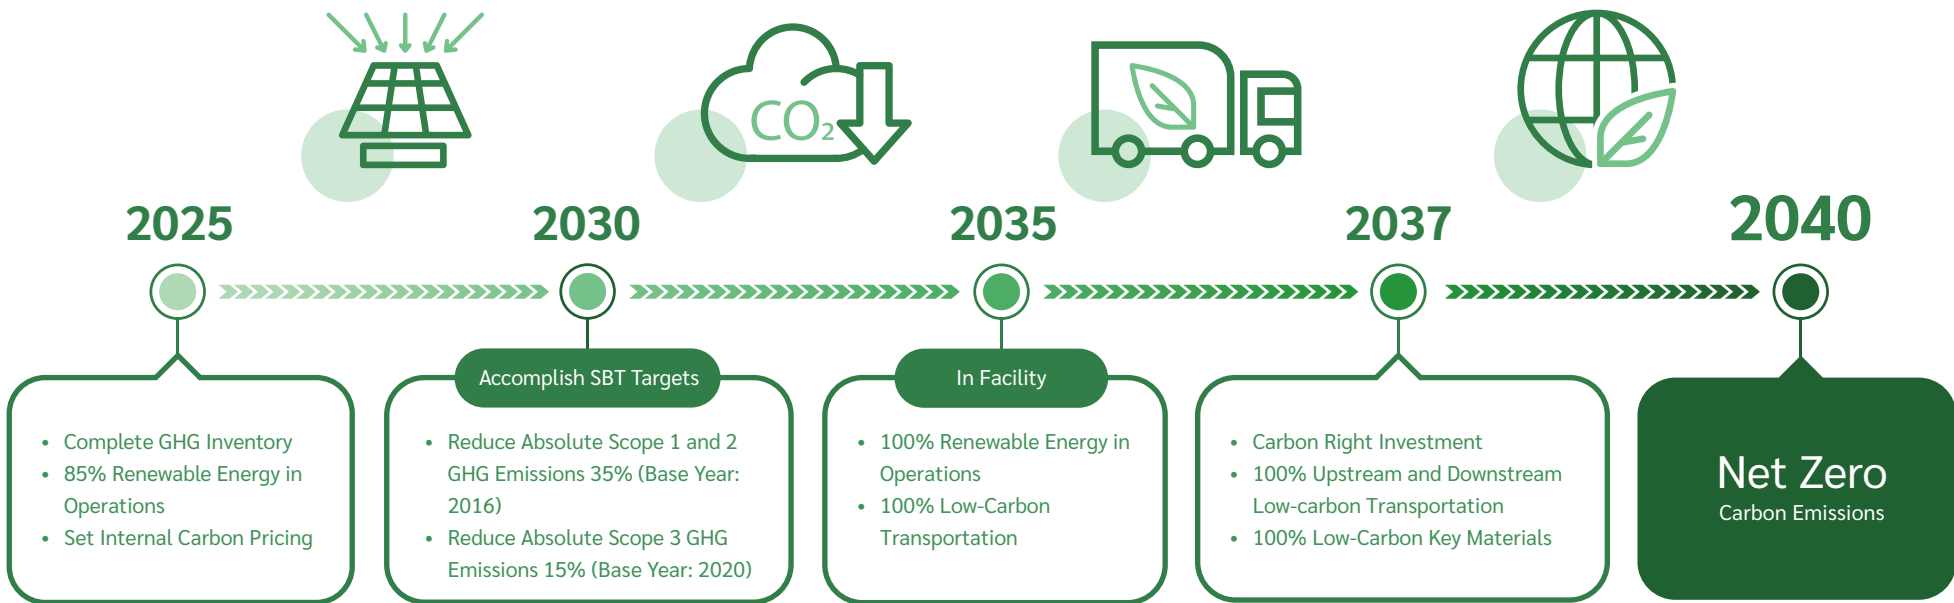 CO₂
2025
2030
2035
2037
2040
• Complete GHG Inventory
• 85% Renewable Energy in
Operations
• Set Internal Carbon Pricing
Accomplish SBT Targets
• Reduce Absolute Scope 1 and 2
GHG Emissions 35% (Base Year:
2016)
• Reduce Absolute Scope 3 GHG
Emissions 15% (Base Year: 2020)
In Facility
• 100% Renewable Energy in
Operations
• 100% Low-Carbon
Transportation
• Carbon Right Investment
• 100% Upstream and Downstream
Low-carbon Transportation
• 100% Low-Carbon Key Materials
Net Zero
Carbon Emissions